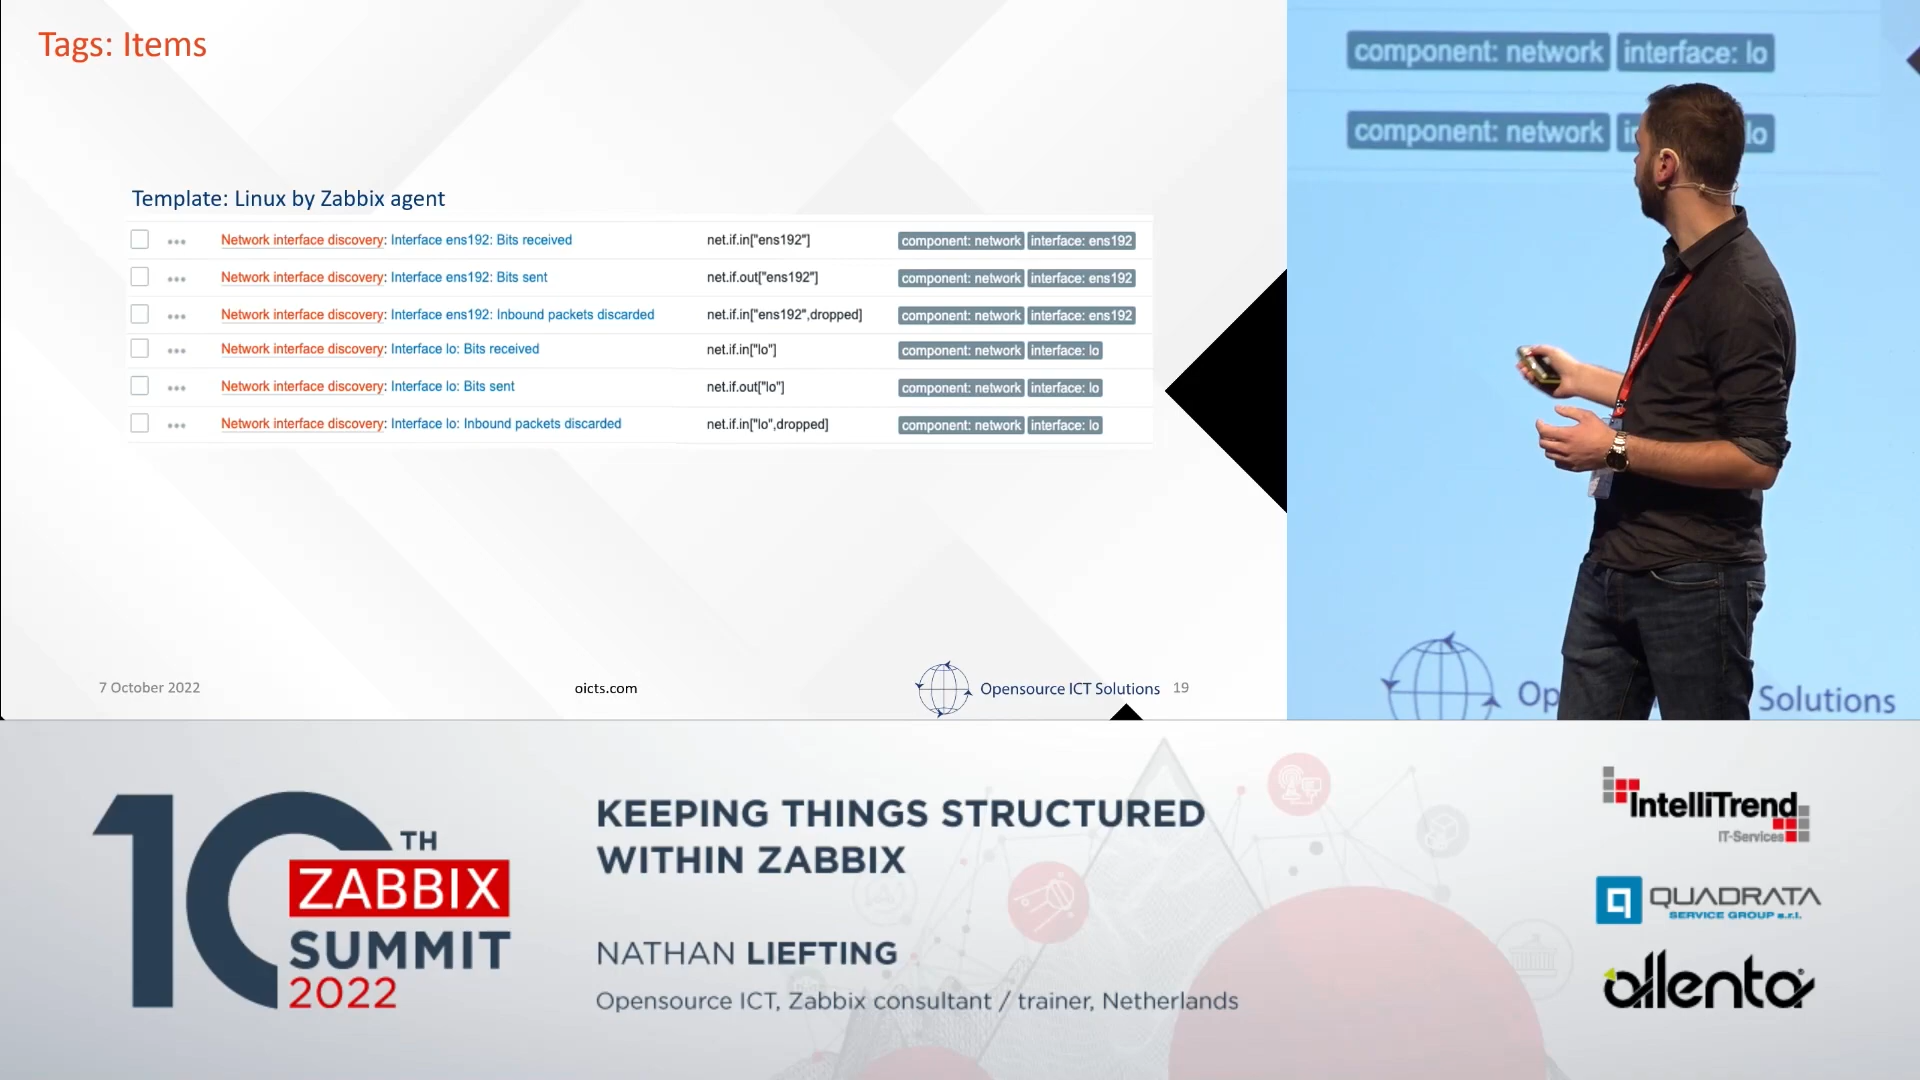 Tags: Items
Template: Linux by Zabbix agent
Network interface discovery: Interface ens192: Bits received net.if.in["ens192"] component: network interface: ens192
Network interface discovery: Interface ens192: Bits sent net.if.out["ens192"] component: network interface: ens192
Network interface discovery: Interface ens192: Inbound packets discarded net.if.in["ens192",dropped] component: network interface: ens192
Network interface discovery: Interface lo: Bits received net.if.in["lo"] component: network interface: lo
Network interface discovery: Interface lo: Bits sent net.if.out["lo"] component: network interface: lo
Network interface discovery: Interface lo: Inbound packets discarded net.if.in["lo",dropped] component: network interface: lo
7 October 2022 oicts.com Opensource ICT Solutions 19
component: network interface: lo
component: network in lo
Op Solutions
10TH
ZABBIX
SUMMIT
2022
KEEPING THINGS STRUCTURED
WITHIN ZABBIX
NATHAN LIEFTING
Opensource ICT, Zabbix consultant / trainer, Netherlands
IntelliTrend
IT-Services
QUADRATA
SERVICE GROUP s.r.l.
allenta